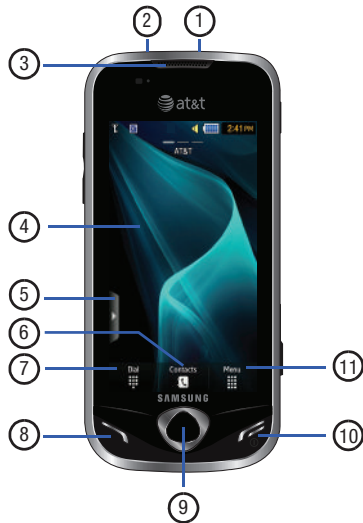 2 1
3
at&t
2:41 PM
AT&T
4
5
6
7
Dial Contacts Menu
11
SAMSUNG
8
10
9